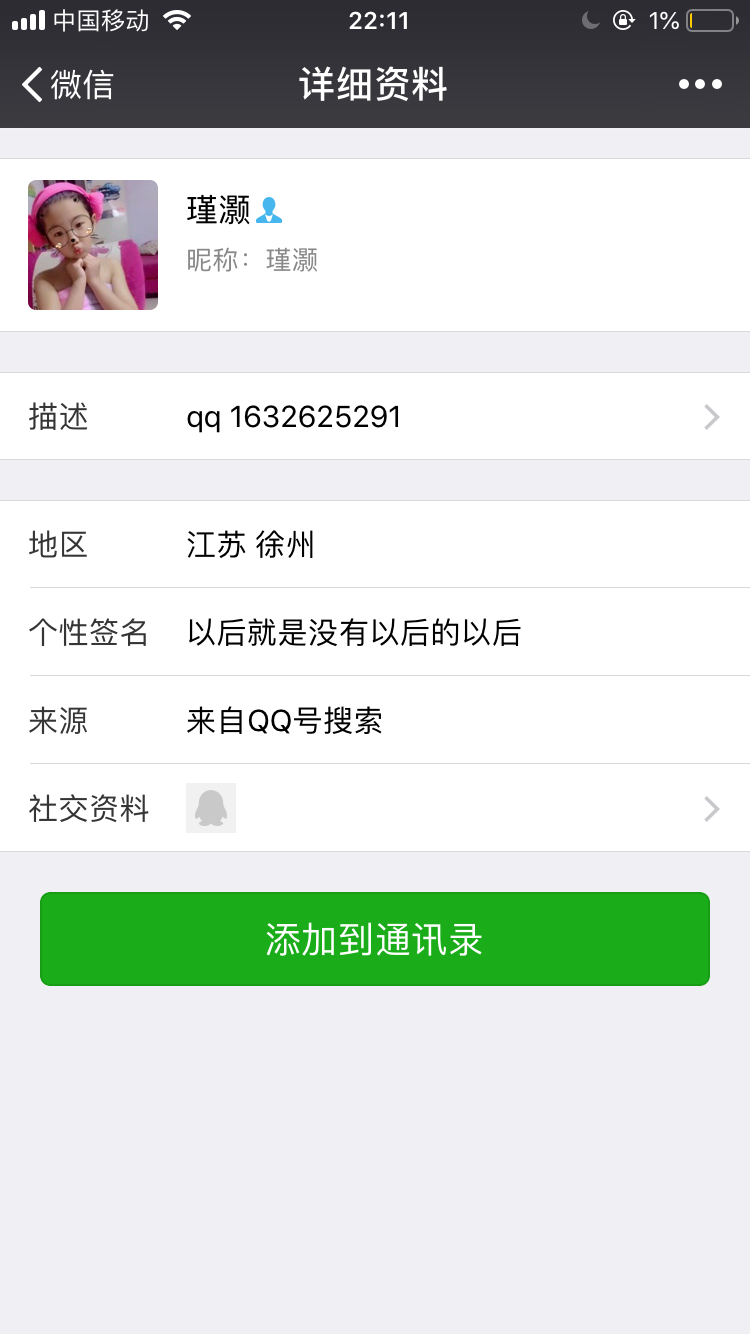 中国移动 22:11 1%
微信 详细资料
瑾灏
昵称：瑾灏
描述 qq 1632625291
地区 江苏 徐州
个性签名 以后就是没有以后的以后
来源 来自QQ号搜索
社交资料
添加到通讯录